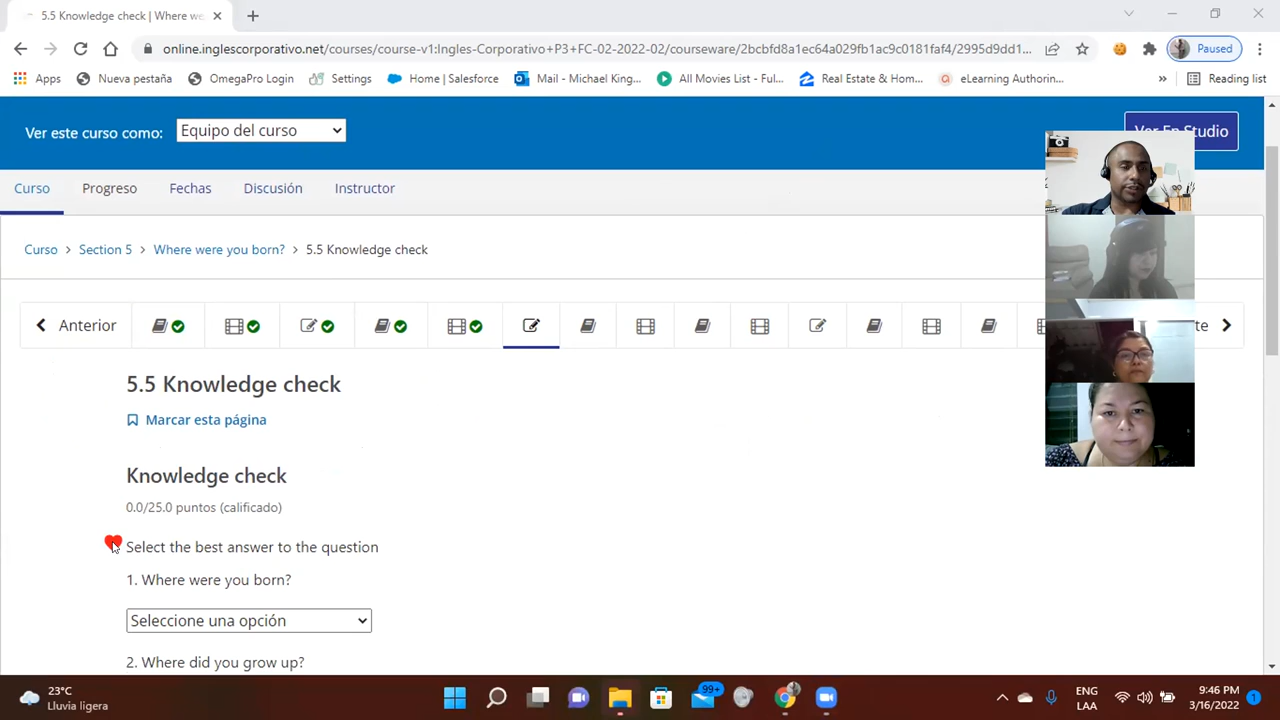 5.5 Knowledge check | Where we
online.inglescorporativo.net/courses/course-v1:Ingles-Corporativo+P3+FC-02-2022-02/courseware/2bcbfd8a1ec64a029fb1ac9c0181faf4/2995d9dd1...
Paused
Apps Nueva pestaña OmegaPro Login Settings Home | Salesforce Mail - Michael King... All Movies List - Ful... Real Estate & Hom... eLearning Authorin... » Reading list
Ver este curso como: Equipo del curso Ver En Studio
Curso Progreso Fechas Discusión Instructor
Curso > Section 5 > Where were you born? > 5.5 Knowledge check
Anterior te
5.5 Knowledge check
Marcar esta página
Knowledge check
0.0/25.0 puntos (calificado)
Select the best answer to the question
1. Where were you born?
Seleccione una opción
2. Where did you grow up?
23°C
Lluvia ligera
99+
ENG
LAA
9:46 PM
3/16/2022
1